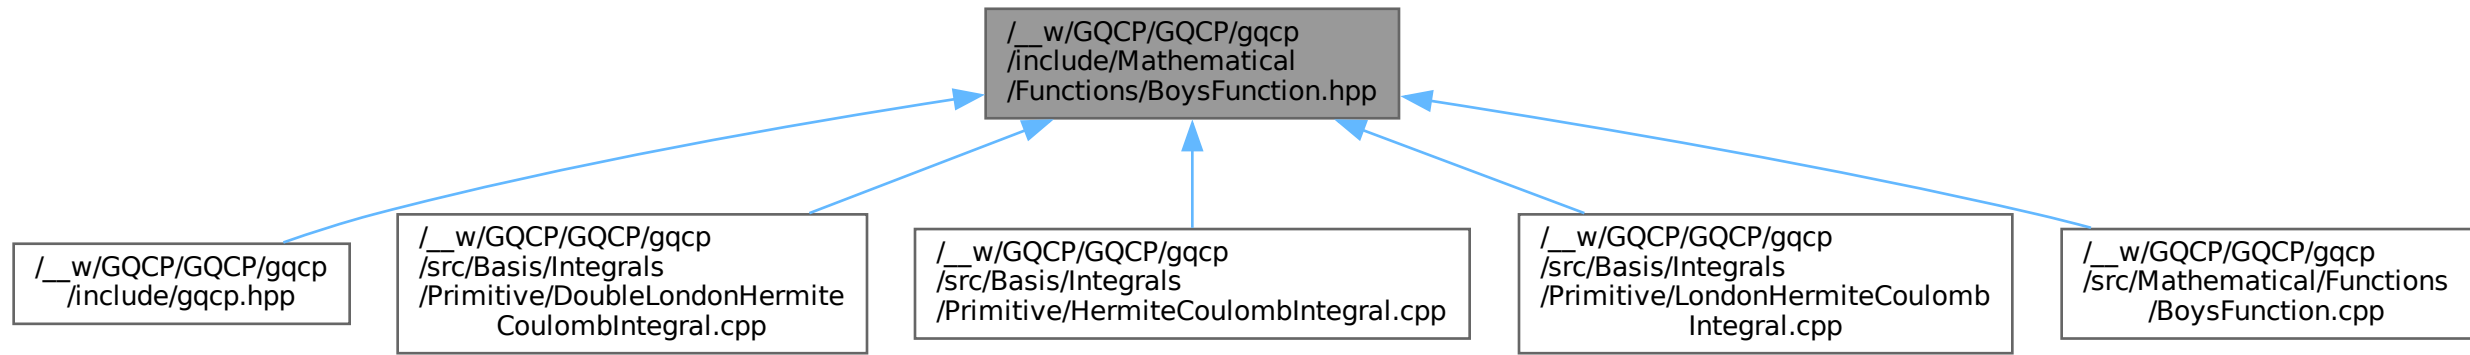 /__w/GQCP/GQCP/gqcp
/include/Mathematical
/Functions/BoysFunction.hpp
/__w/GQCP/GQCP/gqcp
/include/gqcp.hpp
/__w/GQCP/GQCP/gqcp
/src/Basis/Integrals
/Primitive/DoubleLondonHermite
CoulombIntegral.cpp
/__w/GQCP/GQCP/gqcp
/src/Basis/Integrals
/Primitive/HermiteCoulombIntegral.cpp
/__w/GQCP/GQCP/gqcp
/src/Basis/Integrals
/Primitive/LondonHermiteCoulomb
Integral.cpp
/__w/GQCP/GQCP/gqcp
/src/Mathematical/Functions
/BoysFunction.cpp